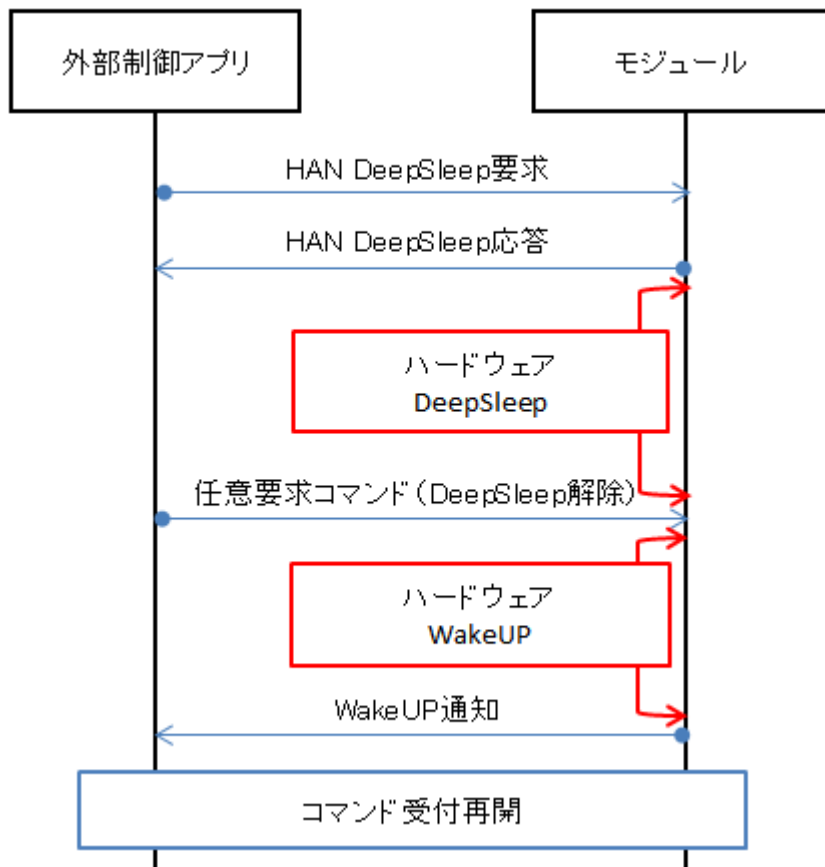 外部制御アプリ
モジュール
HAN DeepSleep要求
HAN DeepSleep応答
ハードウェア
DeepSleep
任意要求コマンド(DeepSleep解除)
ハードウェア
WakeUP
WakeUP通知
コマンド受付再開